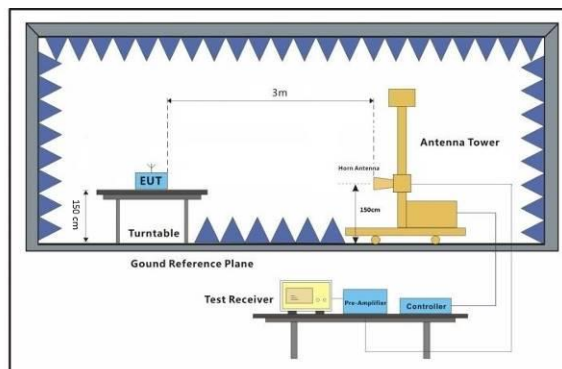 3m
Antenna Tower
Horn Antenna
EUT
150 cm
150cm
Turntable
Gound Reference Plane
Test Receiver
Pre-Amplifier
Controller